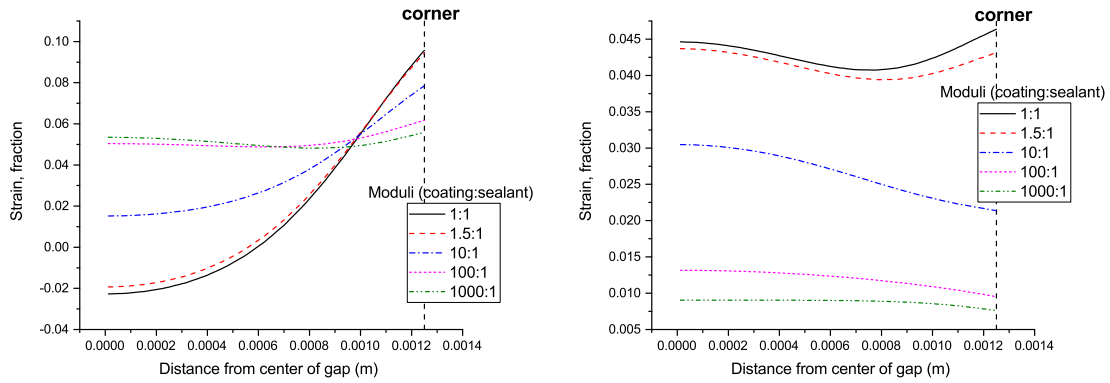 corner
0.10
0.08
0.06
0.04
0.02
0.00
-0.02
-0.04
Strain, fraction
Moduli (coating:sealant)
1:1
1.5:1
10:1
100:1
1000:1
0.0000 0.0002 0.0004 0.0006 0.0008 0.0010 0.0012 0.0014
Distance from center of gap (m)
corner
0.045
0.040
0.035
0.030
0.025
0.020
0.015
0.010
0.005
Strain, fraction
Moduli (coating:sealant)
1:1
1.5:1
10:1
100:1
1000:1
0.0000 0.0002 0.0004 0.0006 0.0008 0.0010 0.0012 0.0014
Distance from center of gap (m)